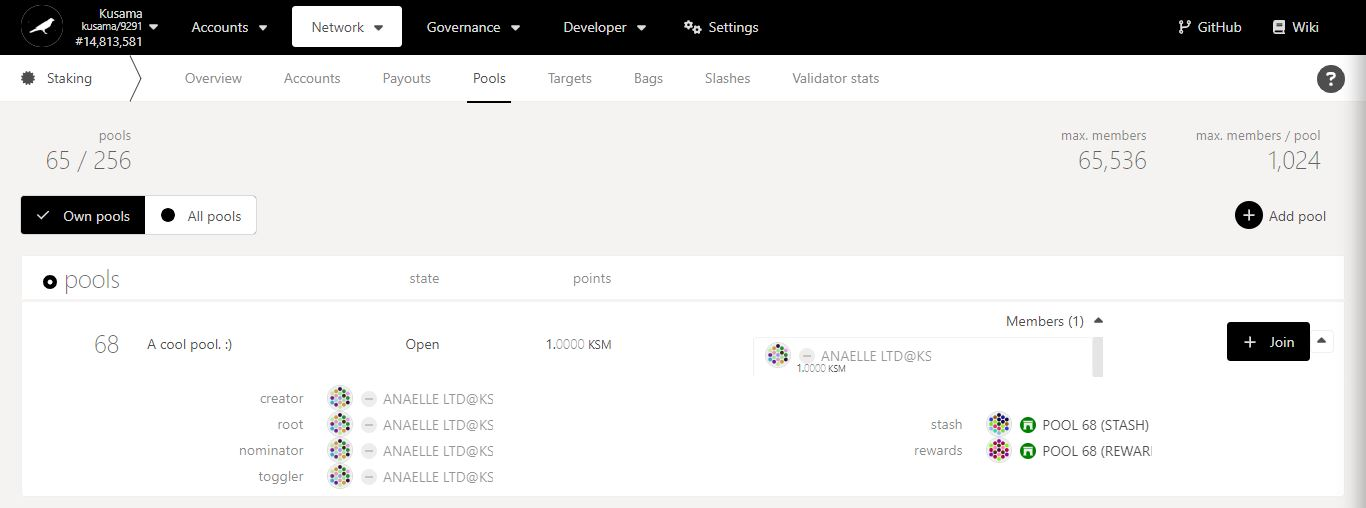 Kusama
kusama/9291
#14,813,581
Accounts
Network
Governance
Developer
Settings
GitHub
Wiki
Staking
Overview
Accounts
Payouts
Pools
Targets
Bags
Slashes
Validator stats
?
pools
65 / 256
max. members
65,536
max. members / pool
1,024
Own pools
All pools
Add pool
pools state points
68 A cool pool. :) Open 1.0000 KSM
Members (1)
ANAELLE LTD@KS
1.0000 KSM
Join
creator ANAELLE LTD@KS
root ANAELLE LTD@KS
nominator ANAELLE LTD@KS
toggler ANAELLE LTD@KS
stash POOL 68 (STASH)
rewards POOL 68 (REWARI